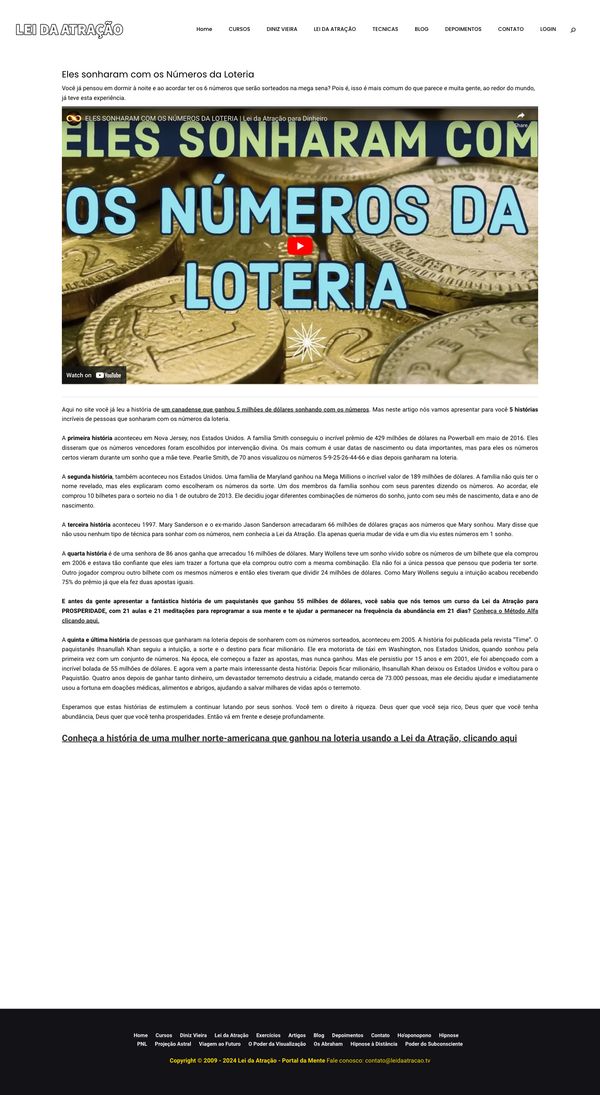 LEI DA ATRAÇÃO
Home CURSOS DINIZ VIEIRA LEI DA ATRAÇÃO TECNICAS BLOG DEPOIMENTOS CONTATO LOGIN
Eles sonharam com os Números da Loteria
Você já pensou em dormir à noite e ao acordar ter os 6 números que serão sorteados na mega sena? Pois é, isso é mais comum do que parece e muita gente, ao redor do mundo,
já teve esta experiência.
ELES SONHARAM COM OS NÚMEROS DA LOTERIA | Lei da Atração para Dinheiro
Share
ELES SONHARAM COM
OS NÚMEROS DA
LOTERIA
Watch on YouTube
Aqui no site você já leu a história de um canadense que ganhou 5 milhões de dólares sonhando com os números. Mas neste artigo nós vamos apresentar para você 5 histórias
incríveis de pessoas que sonharam com os números da loteria.
A primeira história aconteceu em Nova Jersey, nos Estados Unidos. A família Smith conseguiu o incrível prêmio de 429 milhões de dólares na Powerball em maio de 2016. Eles
disseram que os números vencedores foram escolhidos por intervenção divina. Os mais comum é usar datas de nascimento ou data importantes, mas para eles os números
certos vieram durante um sonho que a mãe teve. Pearlie Smith, de 70 anos visualizou os números 5-9-25-26-44-66 e dias depois ganharam na loteria.
A segunda história, também aconteceu nos Estados Unidos. Uma família de Maryland ganhou na Mega Millions o incrível valor de 189 milhões de dólares. A família não quis ter o
nome revelado, mas eles explicaram como escolheram os números da sorte. Um dos membros da família sonhou com seus parentes dizendo os números. Ao acordar, ele
comprou 10 bilhetes para o sorteio no dia 1 de outubro de 2013. Ele decidiu jogar diferentes combinações de números do sonho, junto com seu mês de nascimento, data e ano de
nascimento.
A terceira história aconteceu 1997. Mary Sanderson e o ex-marido Jason Sanderson arrecadaram 66 milhões de dólares graças aos números que Mary sonhou. Mary disse que
não usou nenhum tipo de técnica para sonhar com os números, nem conhecia a Lei da Atração. Ela apenas queria mudar de vida e um dia viu estes números em 1 sonho.
A quarta história é de uma senhora de 86 anos ganha que arrecadou 16 milhões de dólares. Mary Wollens teve um sonho vívido sobre os números de um bilhete que ela comprou
em 2006 e estava tão confiante que eles iam trazer a fortuna que ela comprou outro com a mesma combinação. Ela não foi a única pessoa que pensou que poderia ter sorte.
Outro jogador comprou outro bilhete com os mesmos números e então eles tiveram que dividir 24 milhões de dólares. Como Mary Wollens seguiu a intuição acabou recebendo
75% do prêmio já que ela fez duas apostas iguais.
E antes da gente apresentar a fantástica história de um paquistanês que ganhou 55 milhões de dólares, você sabia que nós temos um curso da Lei da Atração para
PROSPERIDADE, com 21 aulas e 21 meditações para reprogramar a sua mente e te ajudar a permanecer na frequência da abundância em 21 dias? Conheça o Método Alfa
clicando aqui.
A quinta e última história de pessoas que ganharam na loteria depois de sonharem com os números sorteados, aconteceu em 2005. A história foi publicada pela revista “Time”. O
paquistanês Ihsanullah Khan seguiu a intuição, a sorte e o destino para ficar milionário. Ele era motorista de táxi em Washington, nos Estados Unidos, quando sonhou pela
primeira vez com um conjunto de números. Na época, ele começou a fazer as apostas, mas nunca ganhou. Mas ele persistiu por 15 anos e em 2001, ele foi abençoado com a
incrível bolada de 55 milhões de dólares. E agora vem a parte mais interessante desta história: Depois ficar milionário, Ihsanullah Khan deixou os Estados Unidos e voltou para o
Paquistão. Quatro anos depois de ganhar tanto dinheiro, um devastador terremoto destruiu a cidade, matando cerca de 73.000 pessoas, mas ele decidiu ajudar e imediatamente
usou a fortuna em doações médicas, alimentos e abrigos, ajudando a salvar milhares de vidas após o terremoto.
Esperamos que estas histórias de estimulem a continuar lutando por seus sonhos. Você tem o direito à riqueza. Deus quer que você seja rico, Deus quer que você tenha
abundância, Deus quer que você tenha prosperidades. Então vá em frente e deseje profundamente.
Conheça a história de uma mulher norte-americana que ganhou na loteria usando a Lei da Atração, clicando aqui
Home Cursos Diniz Vieira Lei da Atração Exercícios Artigos Blog Depoimentos Contato Ho'oponopono Hipnose
PNL Projeção Astral Viagem ao Futuro O Poder da Visualização Os Abraham Hipnose à Distância Poder do Subconsciente
Copyright © 2009 - 2024 Lei da Atração - Portal da Mente Fale conosco: contato@leidaatracao.tv